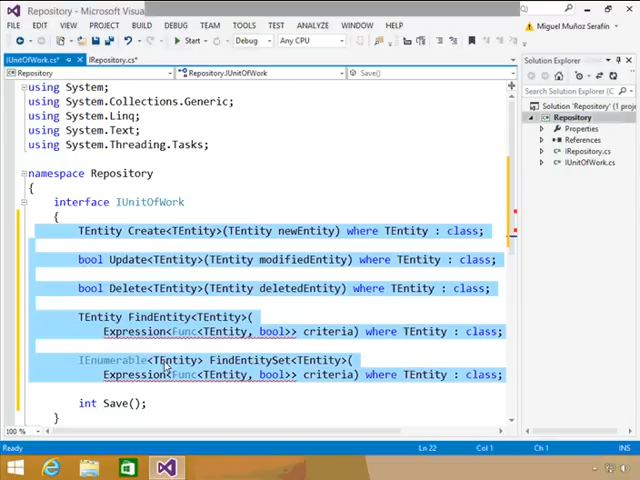 Repository - Microsoft Visua
FILE EDIT VIEW PROJECT BUILD DEBUG TEAM TOOLS TEST ANALYZE WINDOW HELP
Miguel Muñoz Serafín
Start Debug Any CPU
IUnitOfWork.cs* IRepository.cs*
Repository Repository.IUnitOfWork Save()
using System;
using System.Collections.Generic;
using System.Linq;
using System.Text;
using System.Threading.Tasks;
namespace Repository
{
interface IUnitOfWork
{
TEntity Create<TEntity>(TEntity newEntity) where TEntity : class;
bool Update<TEntity>(TEntity modifiedEntity) where TEntity : class;
bool Delete<TEntity>(TEntity deletedEntity) where TEntity : class;
TEntity FindEntity<TEntity>(
Expression<Func<TEntity, bool>> criteria) where TEntity : class;
IEnumerable<TEntity> FindEntitySet<TEntity>(
Expression<Func<TEntity, bool>> criteria) where TEntity : class;
int Save();
}
100 %
Solution Explorer
Search Solution Explorer
Solution 'Repository' (1 proj
Repository
Properties
References
IRepository.cs
IUnitOfWork.cs
Ready Ln 22 Col 1 Ch 1